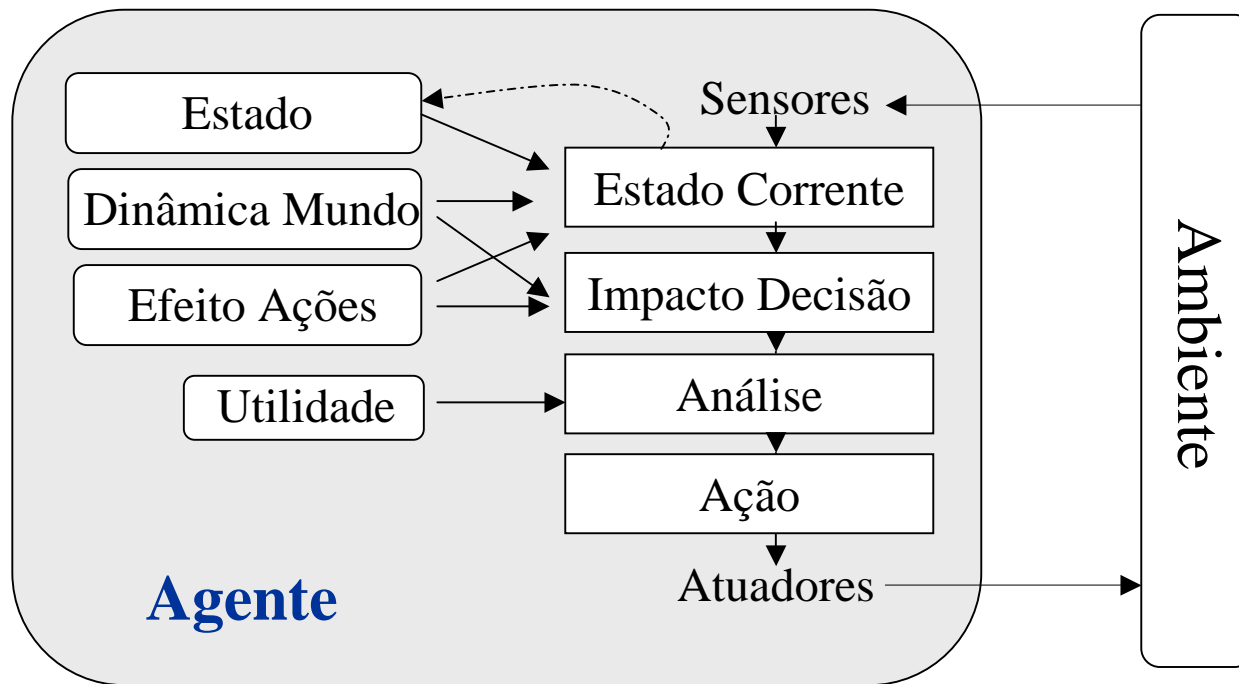 Estado
Dinâmica Mundo
Efeito Ações
Utilidade
Sensores
Estado Corrente
Impacto Decisão
Análise
Ação
Atuadores
Agente
Ambiente